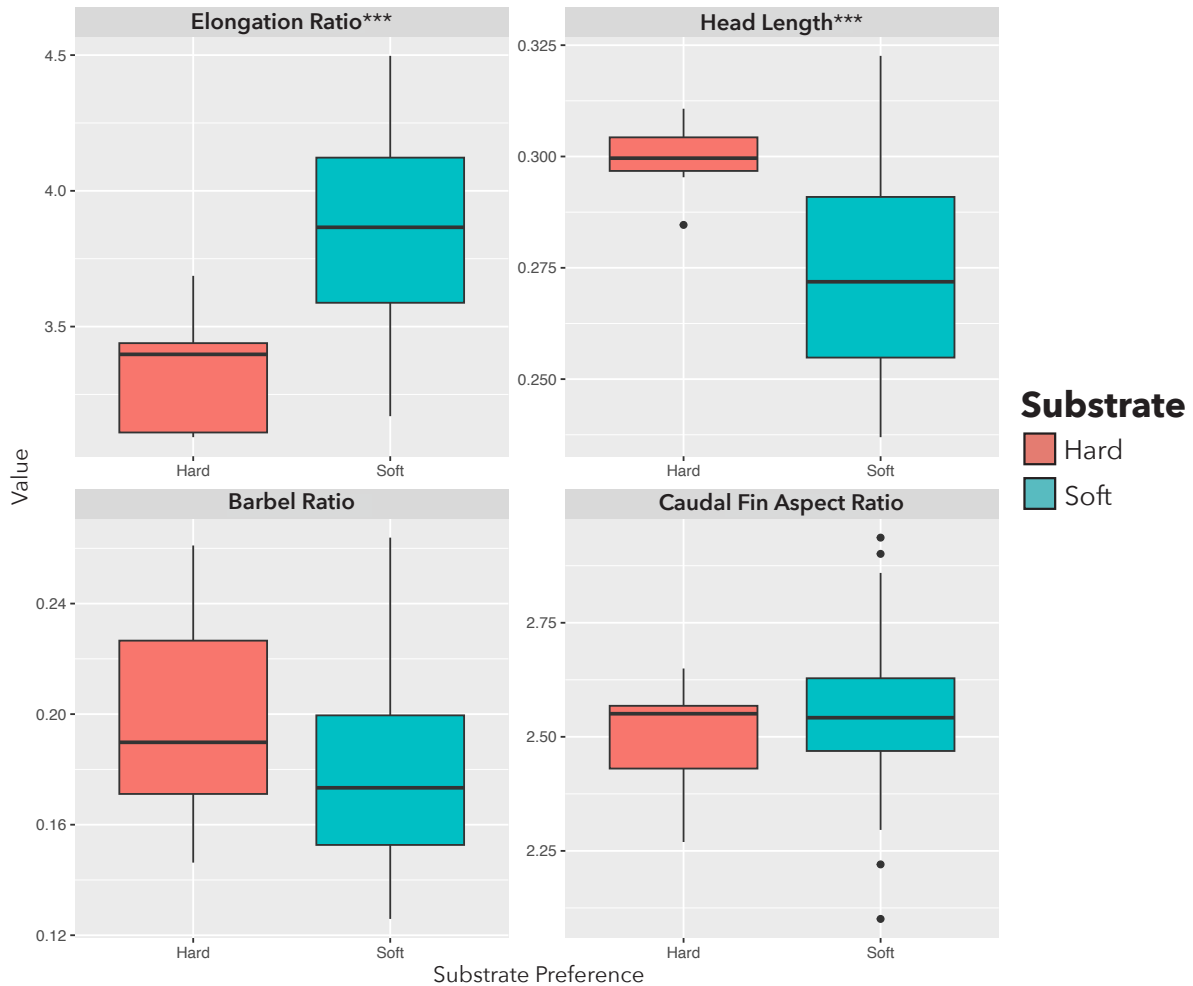 Elongation Ratio***
Head Length***
4.5
4.0
3.5
0.325
0.300
0.275
0.250
Hard
Soft
Hard
Soft
Value
Substrate
Hard
Soft
Barbel Ratio
Caudal Fin Aspect Ratio
0.24
0.20
0.16
0.12
2.75
2.50
2.25
Hard
Soft
Hard
Soft
Substrate Preference